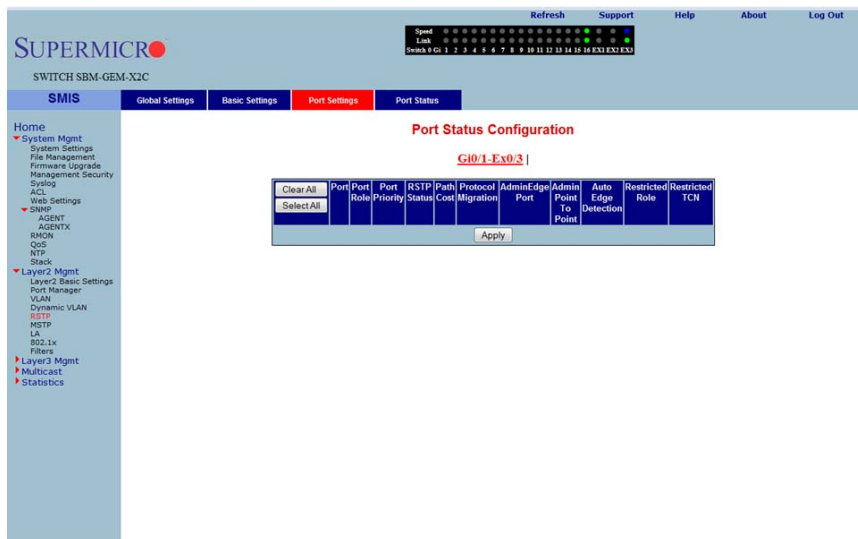 Refresh Support Help About Log Out
Speed
Link
Switch 0 Gi 1 2 3 4 5 6 7 8 9 10 11 12 13 14 15 16 EX1 EX2 EX3
SUPERMICRO
SWITCH SBM-GEM-X2C
SMIS
Global Settings Basic Settings Port Settings Port Status
Home
System Mgmt
System Settings
File Management
Firmware Upgrade
Management Security
Syslog
ACL
Web Settings
SNMP
AGENT
AGENTX
RMON
QoS
NTP
Stack
Layer2 Mgmt
Layer2 Basic Settings
Port Manager
VLAN
Dynamic VLAN
RSTP
MSTP
LA
802.1x
Filters
Layer3 Mgmt
Multicast
Statistics
Port Status Configuration
Gi0/1-Ex0/3 |
Clear All
Select All
Port
Port Role
Port Priority
RSTP Status
Path Cost
Protocol Migration
AdminEdge Port
Admin Point To Point
Auto Edge Detection
Restricted Role
Restricted TCN
Apply